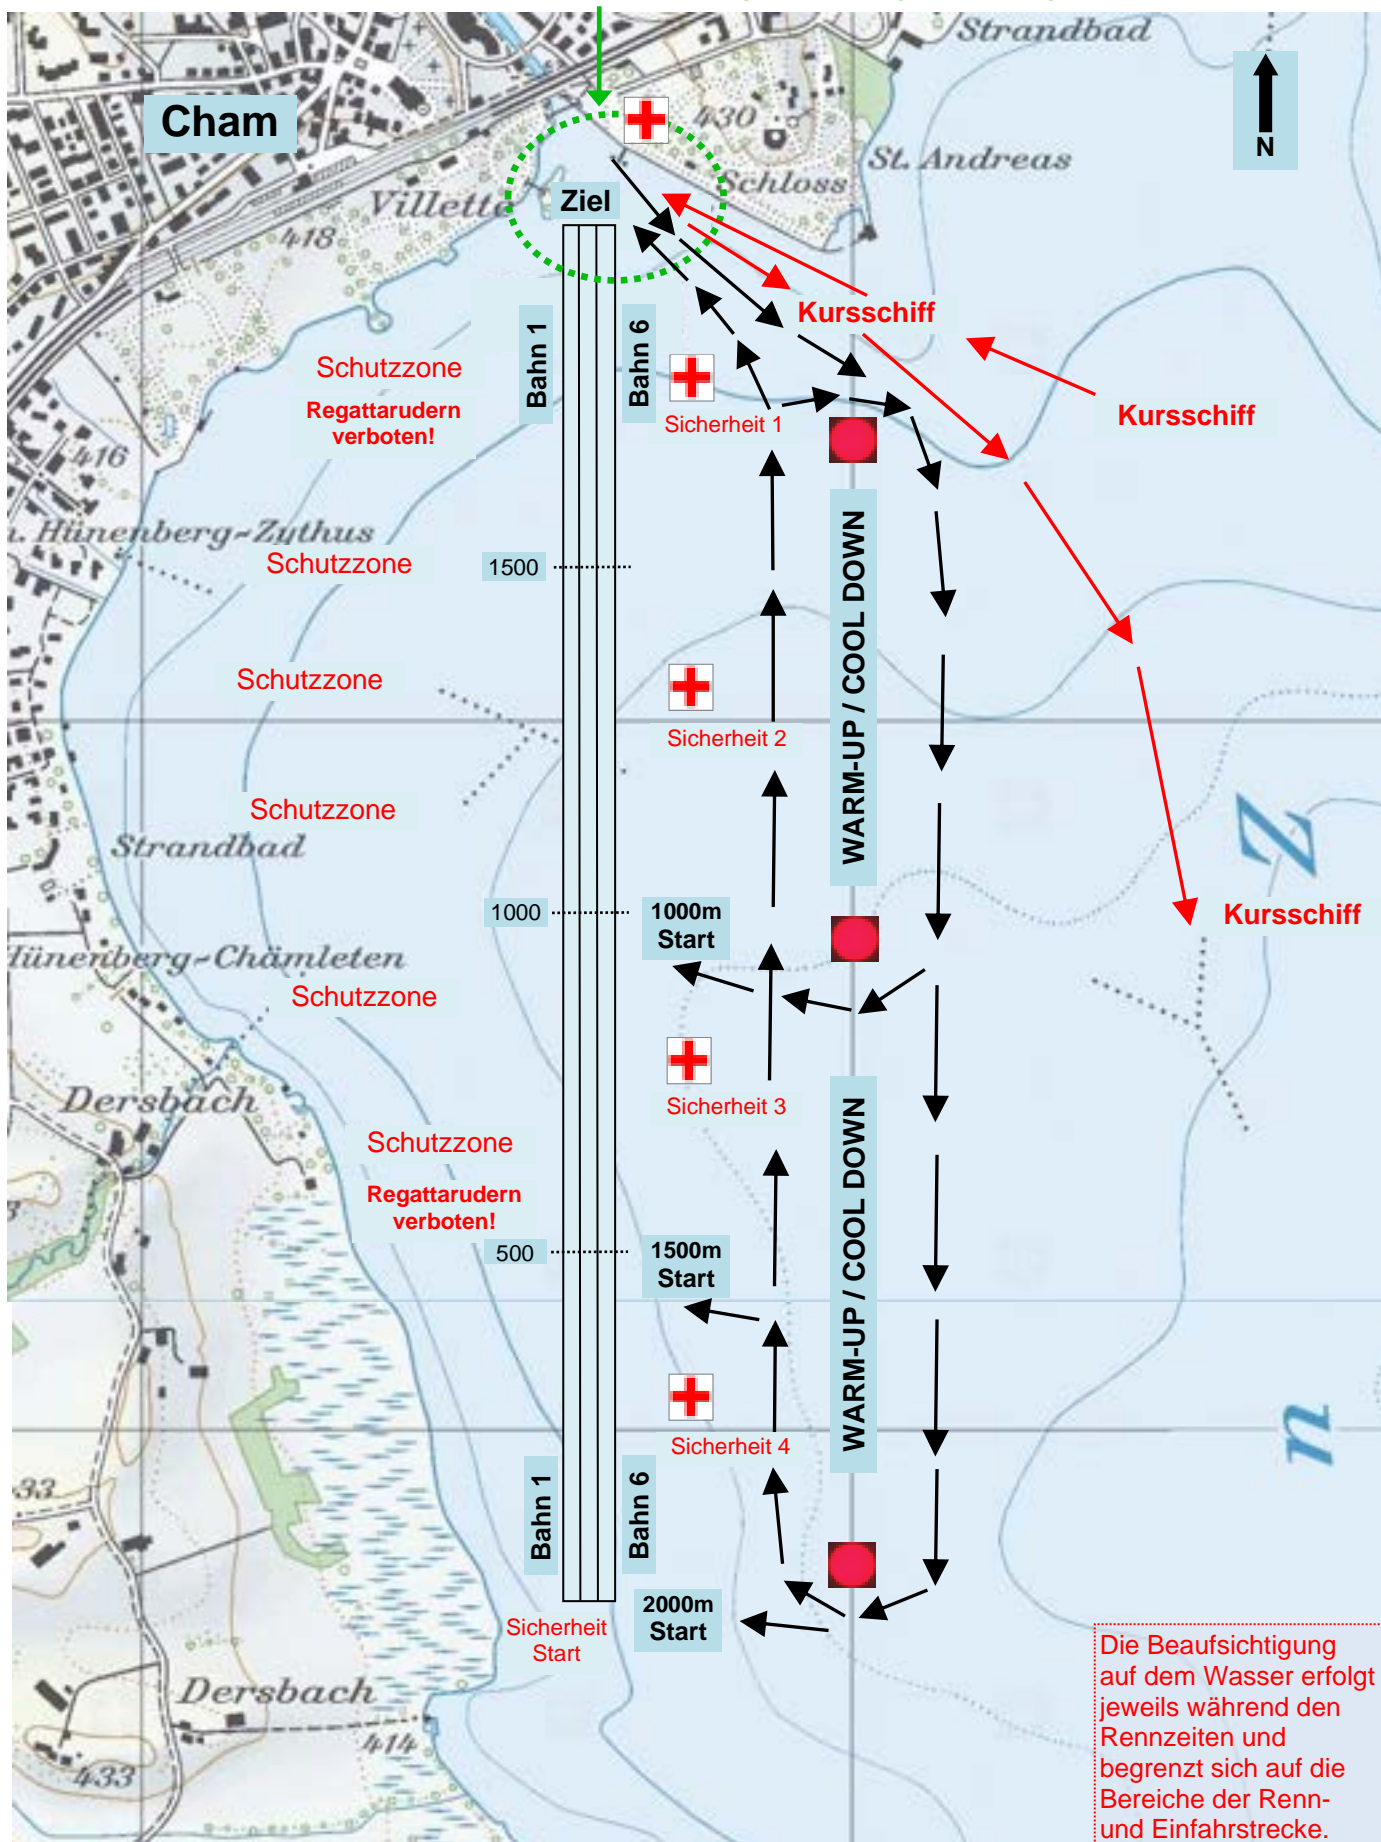 Strandbad
Cham
N
430
St. Andreas
Schloss
Villette
Ziel
418
Kursschiff
Bahn 1
Bahn 6
Schutzzone
Regattarudern
verboten!
Kursschiff
Sicherheit 1
416
n. Hünenberg-Zythus
Schutzzone
1500
WARM-UP / COOL DOWN
Schutzzone
Sicherheit 2
Schutzzone
Strandbad
Z
1000
1000m
Start
Kursschiff
Hünenberg-Chämleten
Schutzzone
Dersbach
Sicherheit 3
Schutzzone
WARM-UP / COOL DOWN
Regattarudern
verboten!
500
1500m
Start
n
Sicherheit 4
33
Bahn 1
Bahn 6
2000m
Start
Sicherheit
Start
Dersbach
414
433
Die Beaufsichtigung
auf dem Wasser erfolgt
jeweils während den
Rennzeiten und
begrenzt sich auf die
Bereiche der Renn-
und Einfahrstrecke.